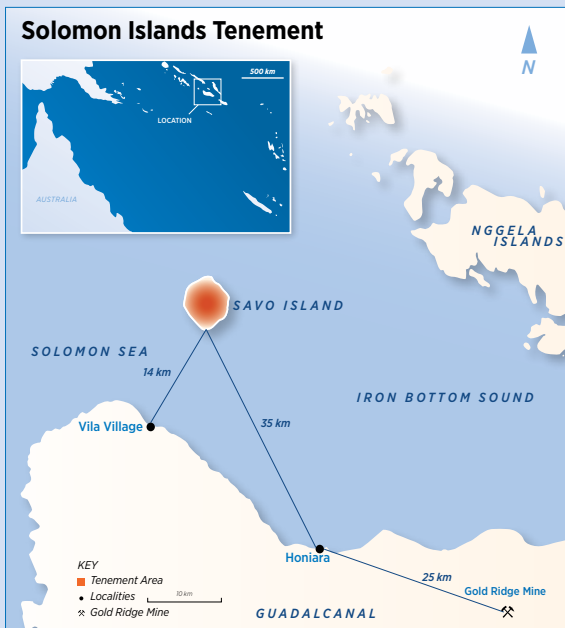 Solomon Islands Tenement
N
500 km
LOCATION
AUSTRALIA
NGGELA
ISLANDS
SAVO ISLAND
SOLOMON SEA
14 km
IRON BOTTOM SOUND
35 km
Vila Village
Honiara
25 km
Gold Ridge Mine
KEY
Tenement Area
Localities
10 km
Gold Ridge Mine
GUADALCANAL